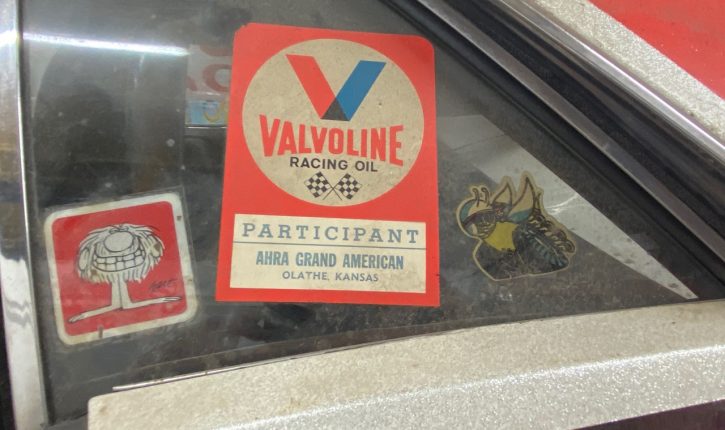 VALVOLINE
RACING OIL
PARTICIPANT
AHRA GRAND AMERICAN
OLATHE, KANSAS